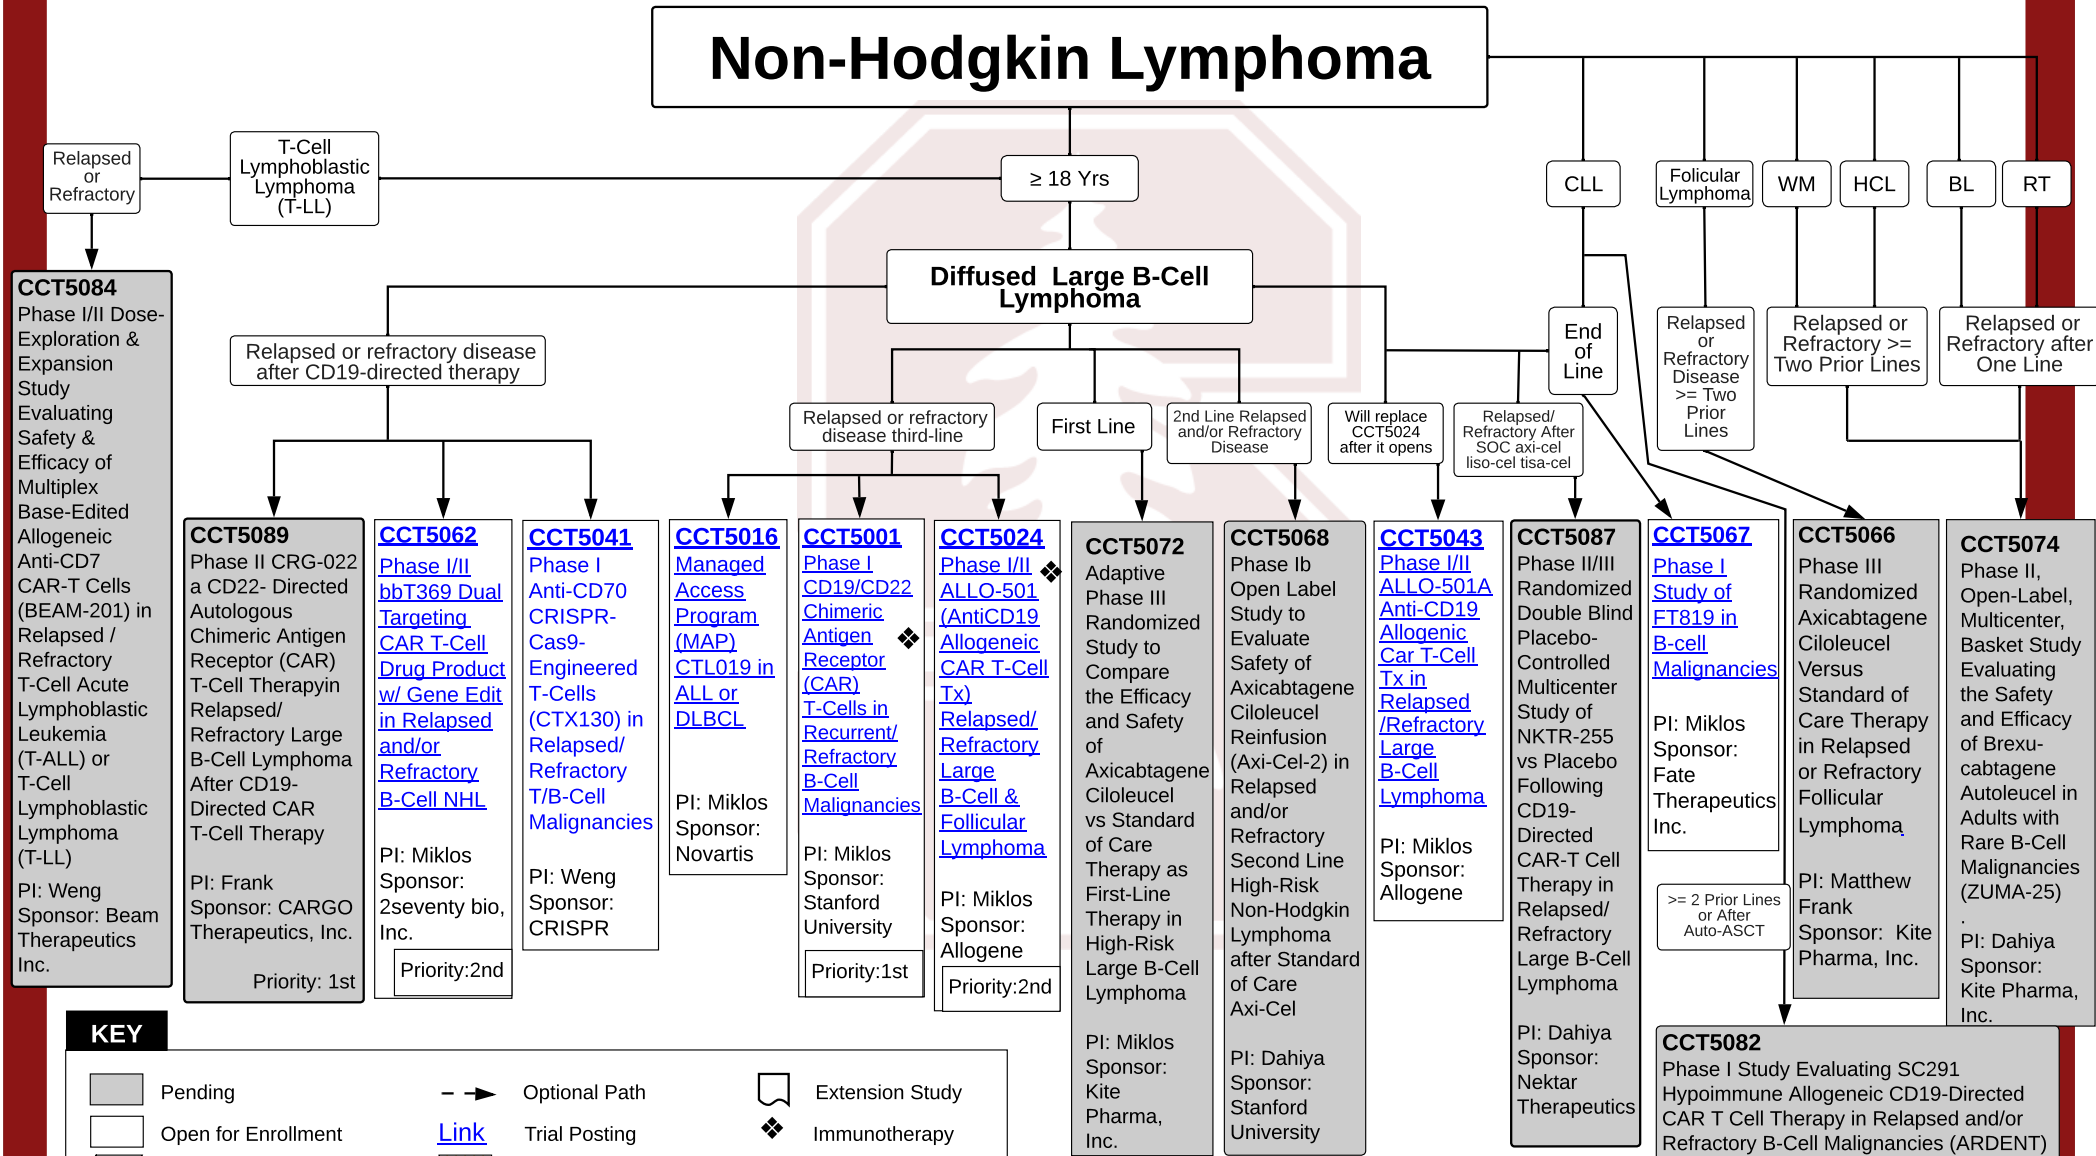 Non-Hodgkin Lymphoma
Relapsed
or
Refractory
T-Cell
Lymphoblastic
Lymphoma
(T-LL)
≥ 18 Yrs
CLL
Folicular
Lymphoma
WM
HCL
BL
RT
Diffused  Large B-Cell
Lymphoma
Relapsed or refractory disease
after CD19-directed therapy
Relapsed or refractory
disease third-line
First Line
2nd Line Relapsed
and/or Refractory
Disease
Will replace
CCT5024
after it opens
Relapsed/
Refractory After
SOC axi-cel
liso-cel tisa-cel
End
of
Line
Relapsed
or
Refractory
Disease
>= Two
Prior
Lines
Relapsed or
Refractory >=
Two Prior Lines
Relapsed or
Refractory after
One Line
CCT5084
Phase I/II Dose-
Exploration &
Expansion
Study
Evaluating
Safety &
Efficacy of
Multiplex
Base-Edited
Allogeneic
Anti-CD7
CAR-T Cells
(BEAM-201) in
Relapsed /
Refractory
T-Cell Acute
Lymphoblastic
Leukemia
(T-ALL) or
T-Cell
Lymphoblastic
Lymphoma
(T-LL)
PI: Weng
Sponsor: Beam
Therapeutics
Inc.
CCT5089
Phase II CRG-022
a CD22- Directed
Autologous
Chimeric Antigen
Receptor (CAR)
T-Cell Therapyin
Relapsed/
Refractory Large
B-Cell Lymphoma
After CD19-
Directed CAR
T-Cell Therapy
PI: Frank
Sponsor: CARGO
Therapeutics, Inc.
Priority: 1st
CCT5062
Phase I/II
bbT369 Dual
Targeting
CAR T-Cell
Drug Product
w/ Gene Edit
in Relapsed
and/or
Refractory
B-Cell NHL
PI: Miklos
Sponsor:
2seventy bio,
Inc.
Priority:2nd
CCT5041
Phase I
Anti-CD70
CRISPR-
Cas9-
Engineered
T-Cells
(CTX130) in
Relapsed/
Refractory
T/B-Cell
Malignancies
PI: Weng
Sponsor:
CRISPR
CCT5016
Managed
Access
Program
(MAP)
CTL019 in
ALL or
DLBCL
PI: Miklos
Sponsor:
Novartis
CCT5001
Phase I
CD19/CD22
Chimeric
Antigen
Receptor
(CAR)
T-Cells in
Recurrent/
Refractory
B-Cell
Malignancies
PI: Miklos
Sponsor:
Stanford
University
Priority:1st
CCT5024
Phase I/II
ALLO-501
(AntiCD19
Allogeneic
CAR T-Cell
Tx)
Relapsed/
Refractory
Large
B-Cell &
Follicular
Lymphoma
PI: Miklos
Sponsor:
Allogene
Priority:2nd
CCT5072
Adaptive
Phase III
Randomized
Study to
Compare
the Efficacy
and Safety
of
Axicabtagene
Ciloleucel
vs Standard
of Care
Therapy as
First-Line
Therapy in
High-Risk
Large B-Cell
Lymphoma
PI: Miklos
Sponsor:
Kite
Pharma,
Inc.
CCT5068
Phase Ib
Open Label
Study to
Evaluate
Safety of
Axicabtagene
Ciloleucel
Reinfusion
(Axi-Cel-2) in
Relapsed
and/or
Refractory
Second Line
High-Risk
Non-Hodgkin
Lymphoma
after Standard
of Care
Axi-Cel
PI: Dahiya
Sponsor:
Stanford
University
CCT5043
Phase I/II
ALLO-501A
Anti-CD19
Allogenic
Car T-Cell
Tx in
Relapsed
/Refractory
Large
B-Cell
Lymphoma
PI: Miklos
Sponsor:
Allogene
CCT5087
Phase II/III
Randomized
Double Blind
Placebo-
Controlled
Multicenter
Study of
NKTR-255
vs Placebo
Following
CD19-
Directed
CAR-T Cell
Therapy in
Relapsed/
Refractory
Large B-Cell
Lymphoma
PI: Dahiya
Sponsor:
Nektar
Therapeutics
CCT5067
Phase I
Study of
FT819 in
B-cell
Malignancies
PI: Miklos
Sponsor:
Fate
Therapeutics
Inc.
>= 2 Prior Lines
or After
Auto-ASCT
CCT5066
Phase III
Randomized
Axicabtagene
Ciloleucel
Versus
Standard of
Care Therapy
in Relapsed
or Refractory
Follicular
Lymphoma
PI: Matthew
Frank
Sponsor:  Kite
Pharma, Inc.
CCT5074
Phase II,
Open-Label,
Multicenter,
Basket Study
Evaluating
the Safety
and Efficacy
of Brexu-
cabtagene
Autoleucel in
Adults with
Rare B-Cell
Malignancies
(ZUMA-25)
.
PI: Dahiya
Sponsor:
Kite Pharma,
Inc.
CCT5082
Phase I Study Evaluating SC291
Hypoimmune Allogeneic CD19-Directed
CAR T Cell Therapy in Relapsed and/or
Refractory B-Cell Malignancies (ARDENT)
KEY
Pending
Optional Path
Extension Study
Open for Enrollment
Link
Trial Posting
Immunotherapy